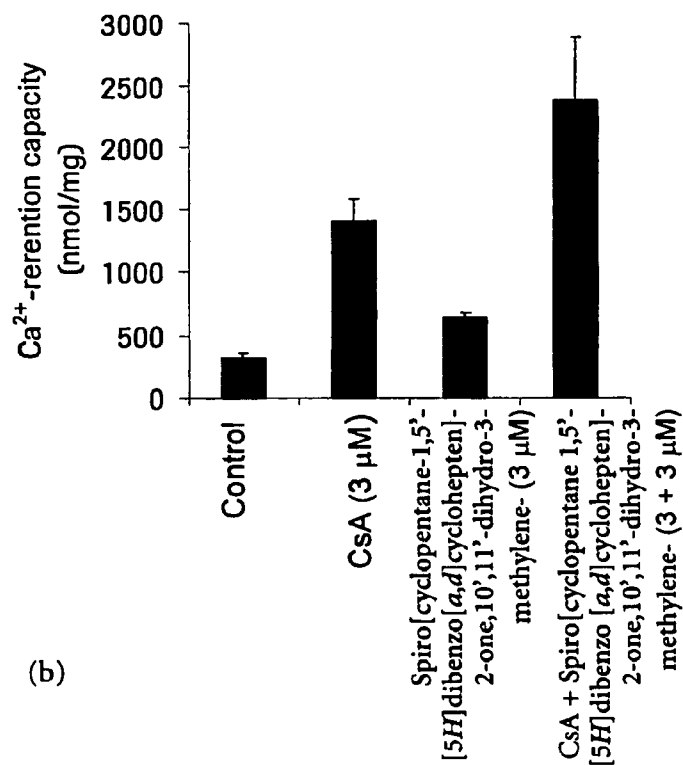 Ca²⁺-rerention capacity
(nmol/mg)
3000
2500
2000
1500
1000
500
0
Control
CsA (3 μM)
Spiro[cyclopentane-1,5'-
[5H]dibenzo[a,d]cyclohepten]-
2-one,10',11'-dihydro-3-
methylene- (3 μM)
CsA + Spiro[cyclopentane 1,5'-
[5H]dibenzo [a,d]cyclohepten]-
2-one,10',11'-dihydro-3-
methylene- (3 + 3 μM)
(b)